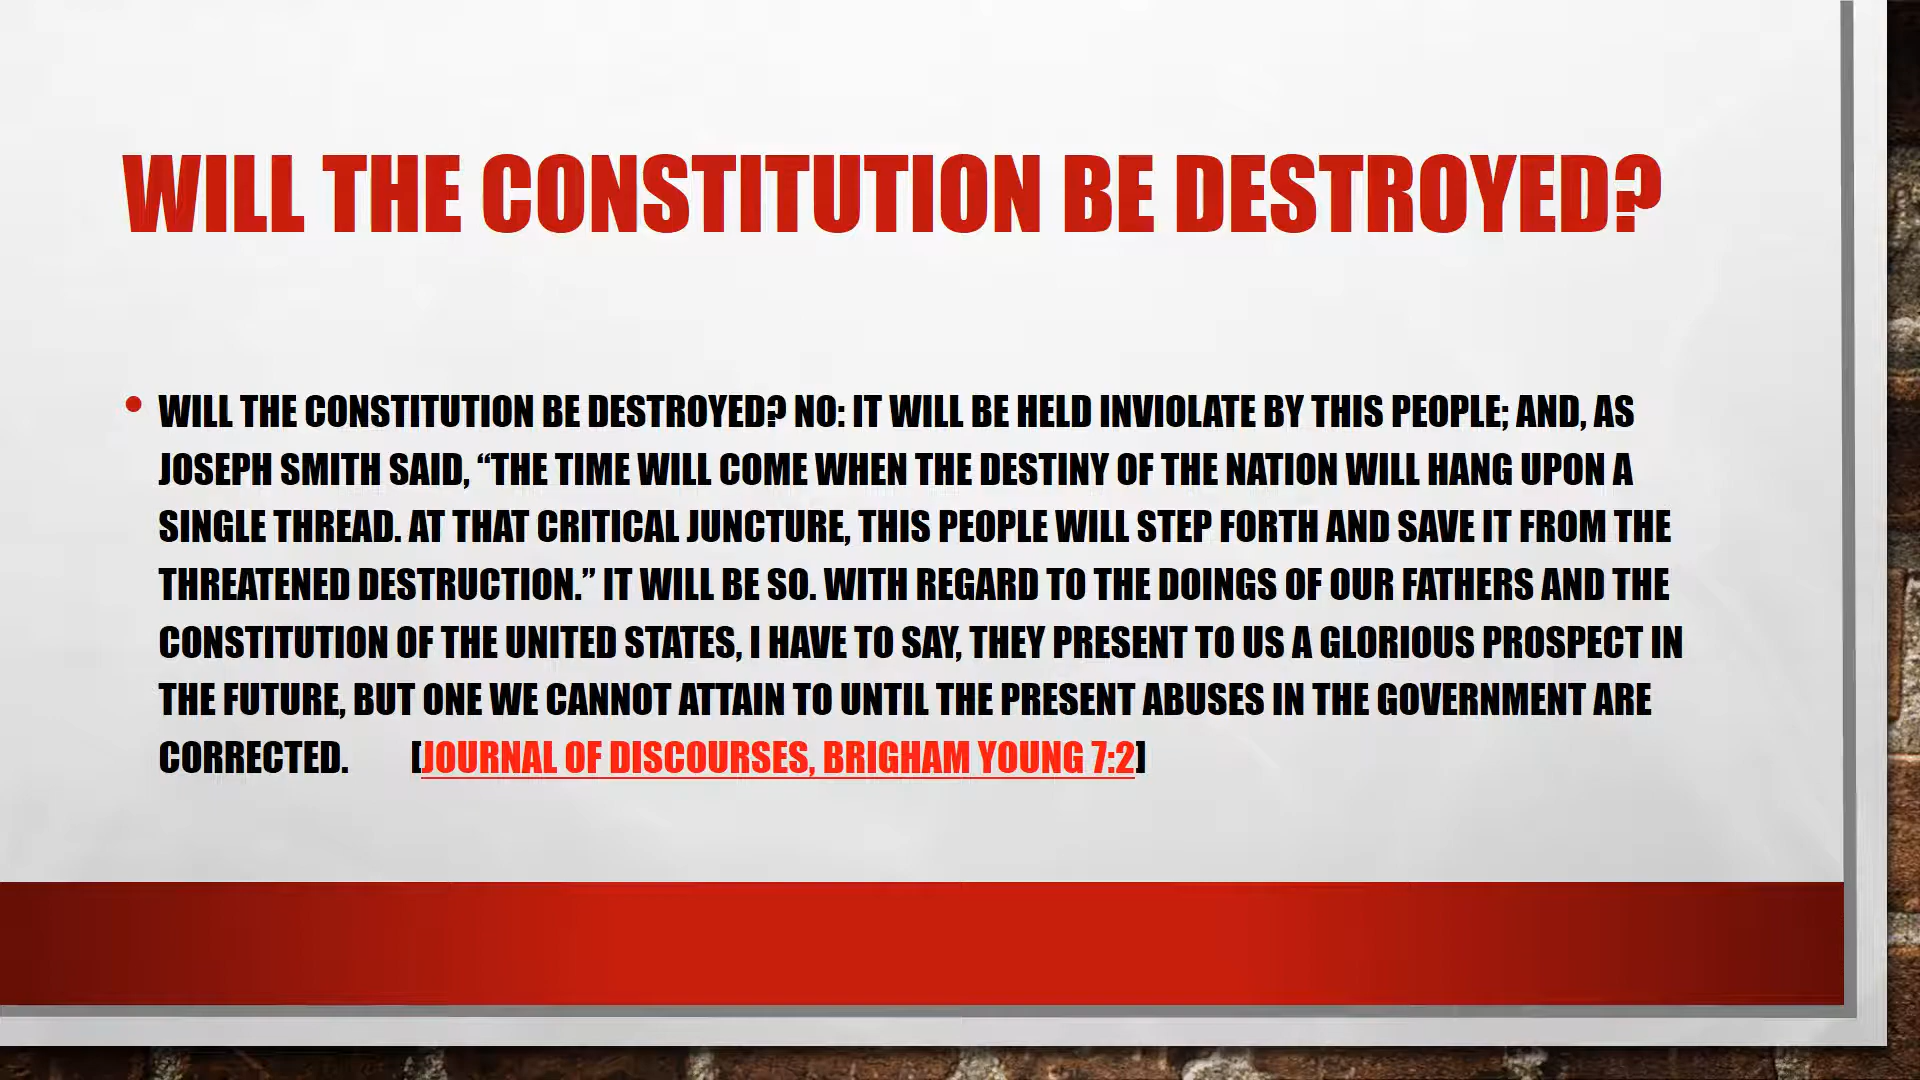 WILL THE CONSTITUTION BE DESTROYED?
• WILL THE CONSTITUTION BE DESTROYED? NO: IT WILL BE HELD INVIOLATE BY THIS PEOPLE; AND, AS
JOSEPH SMITH SAID, “THE TIME WILL COME WHEN THE DESTINY OF THE NATION WILL HANG UPON A
SINGLE THREAD. AT THAT CRITICAL JUNCTURE, THIS PEOPLE WILL STEP FORTH AND SAVE IT FROM THE
THREATENED DESTRUCTION.” IT WILL BE SO. WITH REGARD TO THE DOINGS OF OUR FATHERS AND THE
CONSTITUTION OF THE UNITED STATES, I HAVE TO SAY, THEY PRESENT TO US A GLORIOUS PROSPECT IN
THE FUTURE, BUT ONE WE CANNOT ATTAIN TO UNTIL THE PRESENT ABUSES IN THE GOVERNMENT ARE
CORRECTED. [JOURNAL OF DISCOURSES, BRIGHAM YOUNG 7:2]